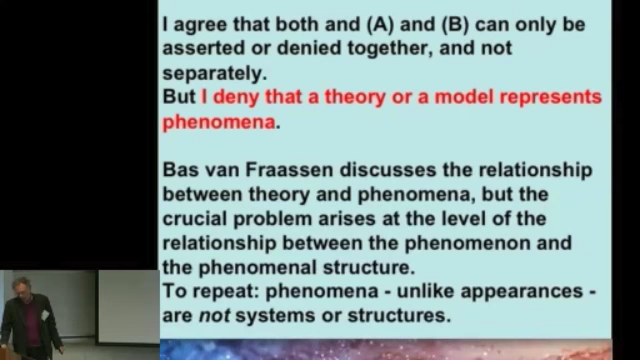 I agree that both and (A) and (B) can only be
asserted or denied together, and not
separately.
But I deny that a theory or a model represents
phenomena.
Bas van Fraassen discusses the relationship
between theory and phenomena, but the
crucial problem arises at the level of the
relationship between the phenomenon and
the phenomenal structure.
To repeat: phenomena - unlike appearances -
are not systems or structures.